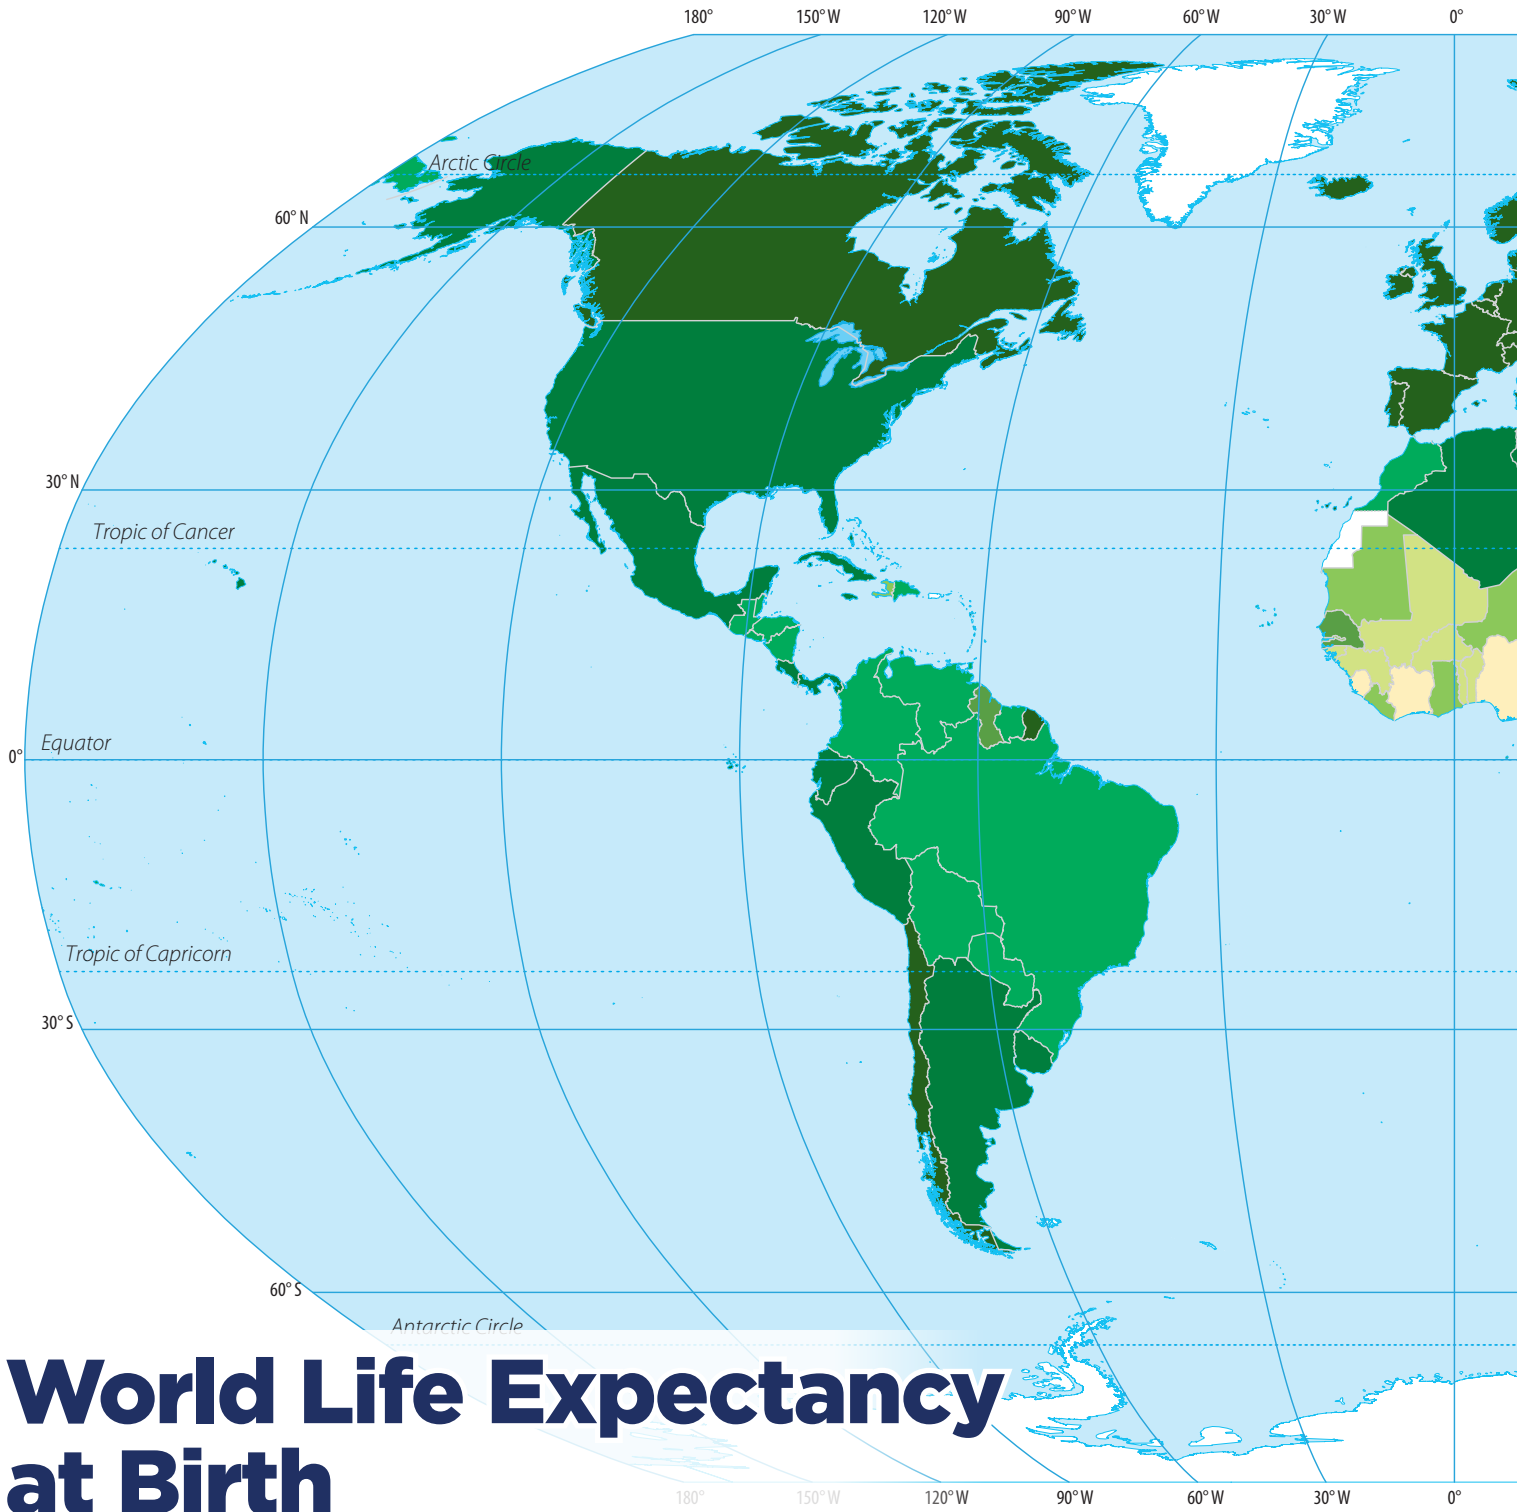 180° 150°W 120°W 90°W 60°W 30°W 0°
Arctic Circle
60° N
30° N
Tropic of Cancer
Equator
0°
Tropic of Capricorn
30° S
60° S
Antarctic Circle
World Life Expectancy
at Birth
180° 150°W 120°W 90°W 60°W 30°W 0°